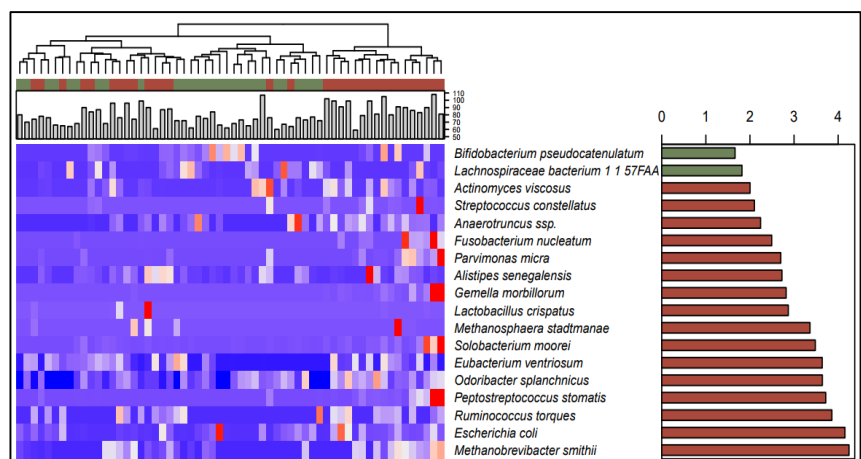 110
100
90
80
70
60
50
0 1 2 3 4
Bifidobacterium pseudocatenulatum
Lachnospiraceae bacterium 1 1 57FAA
Actinomyces viscosus
Streptococcus constellatus
Anaerotruncus ssp.
Fusobacterium nucleatum
Parvimonas micra
Alistipes senegalensis
Gemella morbillorum
Lactobacillus crispatus
Methanosphaera stadtmanae
Solobacterium moorei
Eubacterium ventriosum
Odoribacter splanchnicus
Peptostreptococcus stomatis
Ruminococcus torques
Escherichia coli
Methanobrevibacter smithii